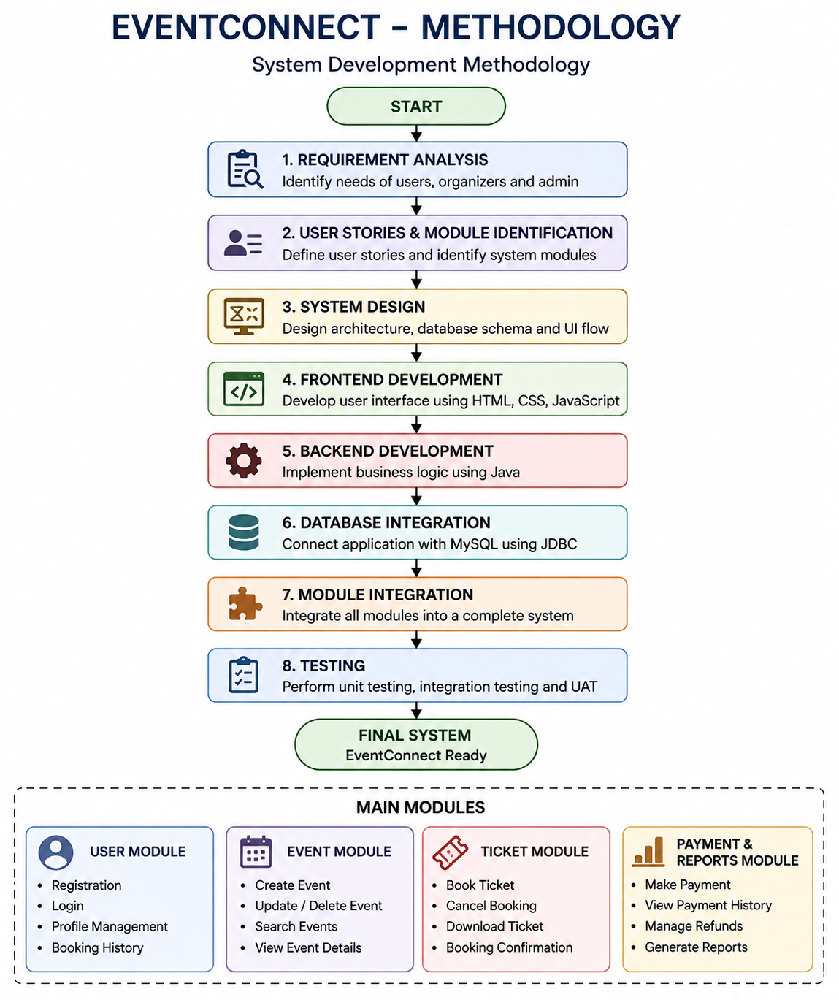 EVENTCONNECT – METHODOLOGY
System Development Methodology
START
1. REQUIREMENT ANALYSIS
Identify needs of users, organizers and admin
2. USER STORIES & MODULE IDENTIFICATION
Define user stories and identify system modules
3. SYSTEM DESIGN
Design architecture, database schema and UI flow
4. FRONTEND DEVELOPMENT
Develop user interface using HTML, CSS, JavaScript
5. BACKEND DEVELOPMENT
Implement business logic using Java
6. DATABASE INTEGRATION
Connect application with MySQL using JDBC
7. MODULE INTEGRATION
Integrate all modules into a complete system
8. TESTING
Perform unit testing, integration testing and UAT
FINAL SYSTEM
EventConnect Ready
MAIN MODULES
USER MODULE
• Registration
• Login
• Profile Management
• Booking History
EVENT MODULE
• Create Event
• Update / Delete Event
• Search Events
• View Event Details
TICKET MODULE
• Book Ticket
• Cancel Booking
• Download Ticket
• Booking Confirmation
PAYMENT &
REPORTS MODULE
• Make Payment
• View Payment History
• Manage Refunds
• Generate Reports